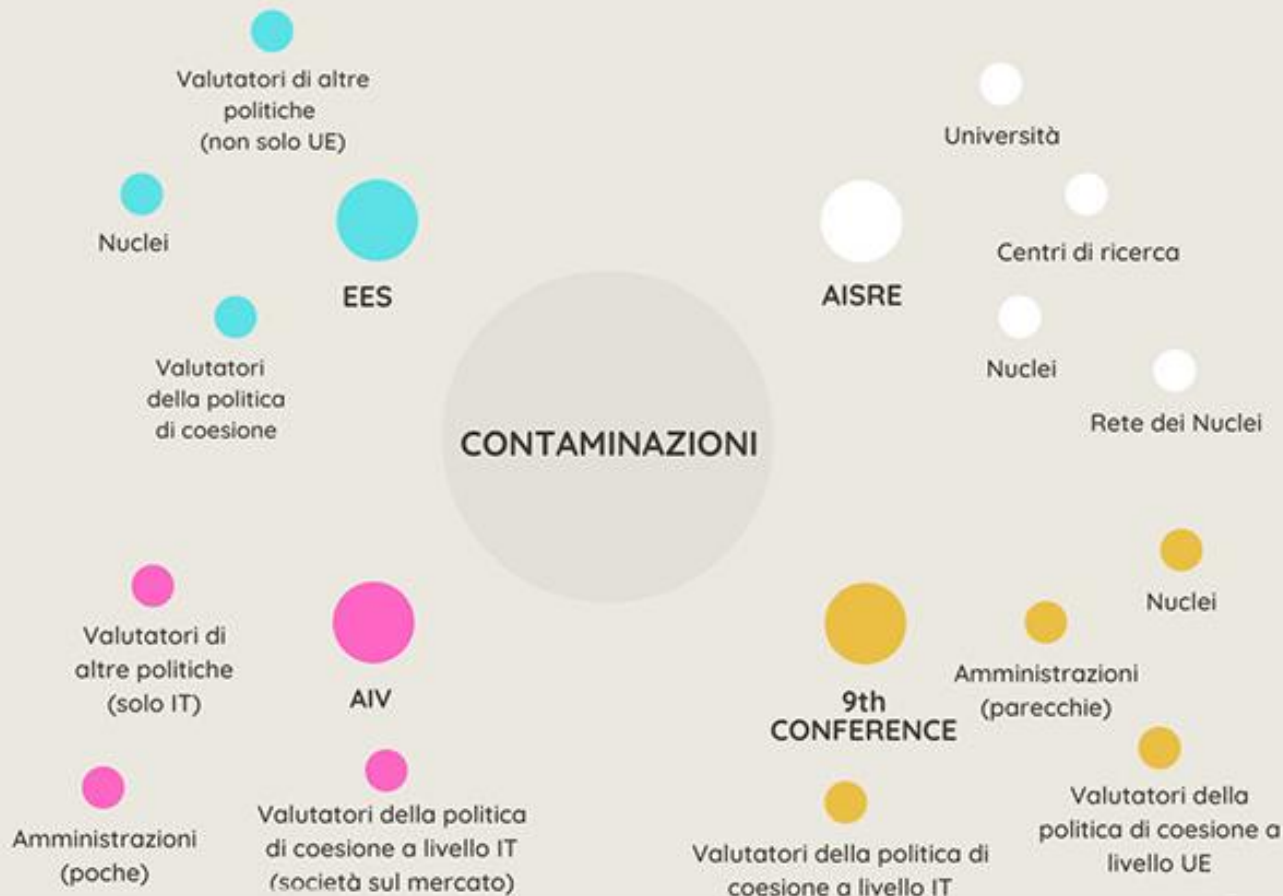 Valutatori di altre
politiche
(non solo UE)
Nuclei
EES
Valutatori
della politica
di coesione
Università
AISRE
Centri di ricerca
Nuclei
Rete dei Nuclei
CONTAMINAZIONI
Valutatori di
altre politiche
(solo IT)
AIV
Amministrazioni
(poche)
Valutatori della politica
di coesione a livello IT
(società sul mercato)
Nuclei
Amministrazioni
(parecchie)
9th
CONFERENCE
Valutatori della
politica di coesione a
livello UE
Valutatori della politica di
coesione a livello IT